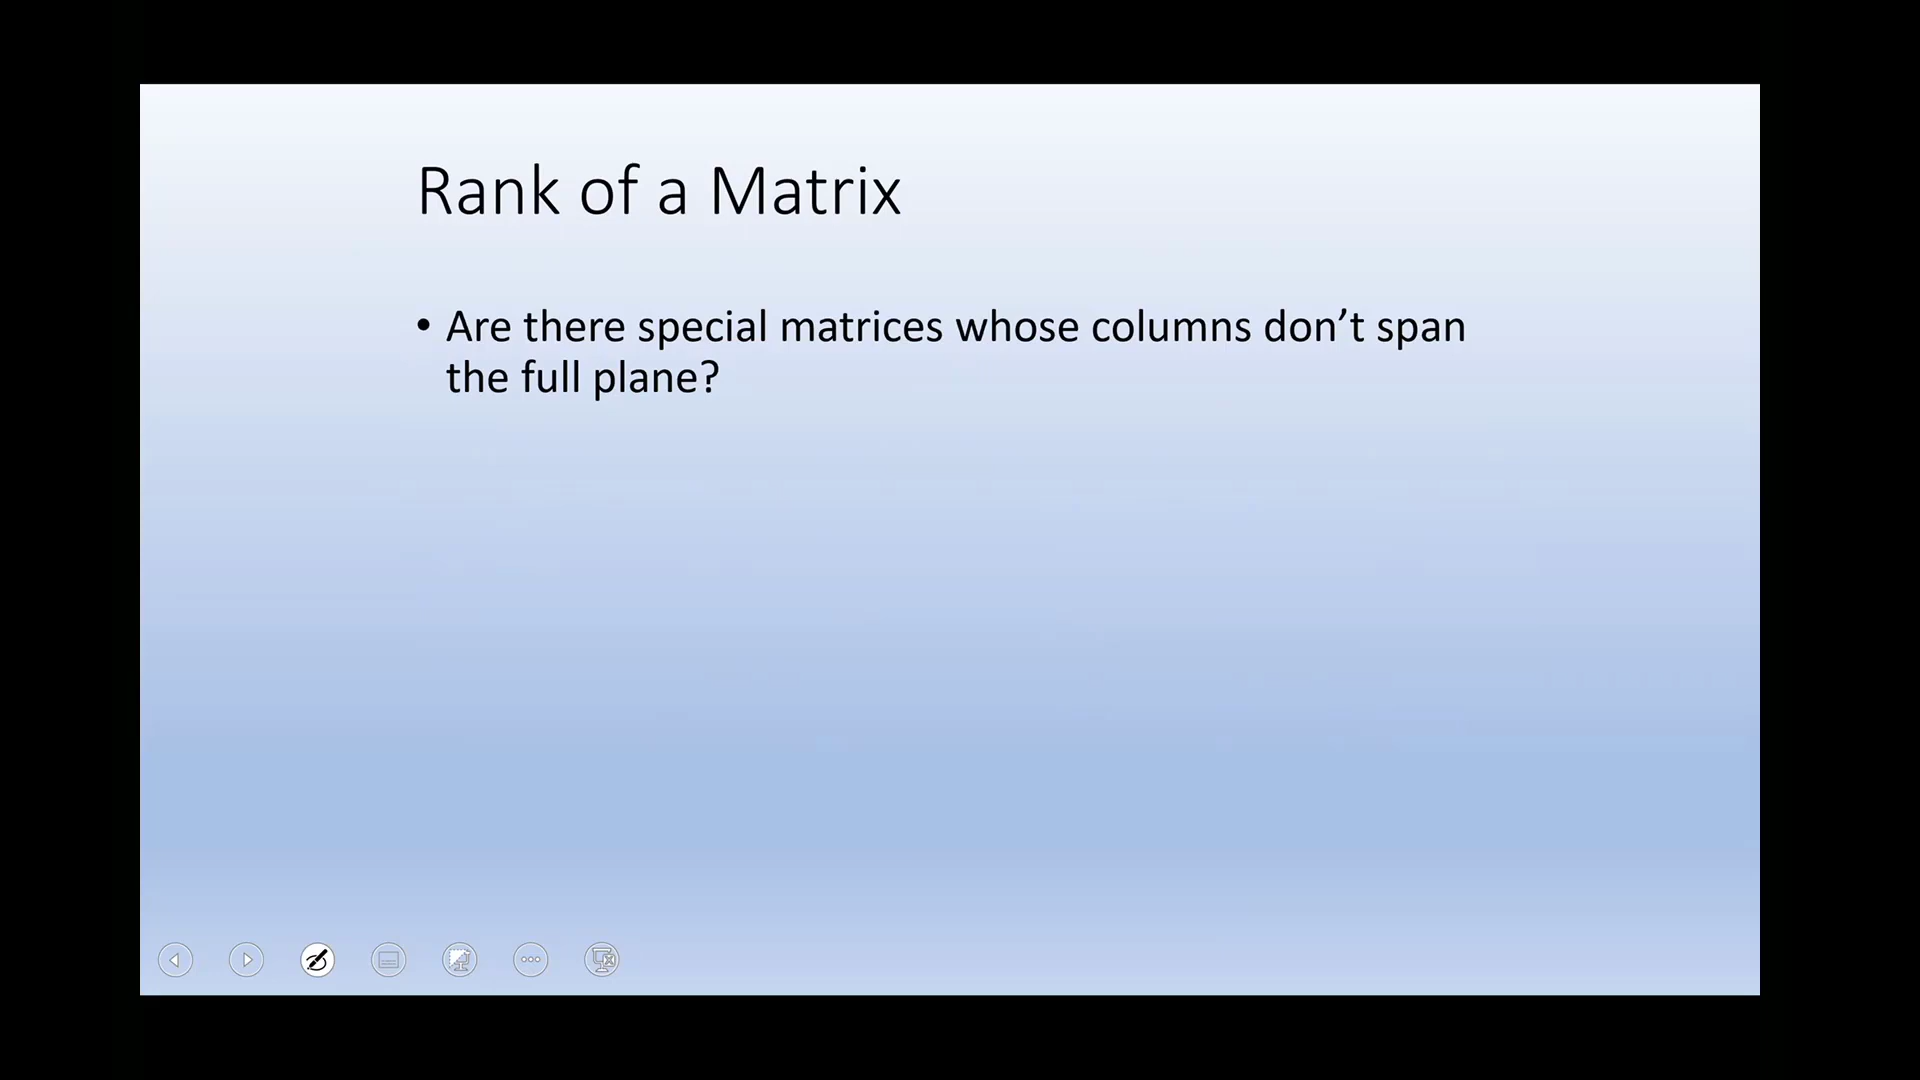 Rank of a Matrix
• Are there special matrices whose columns don’t span
the full plane?